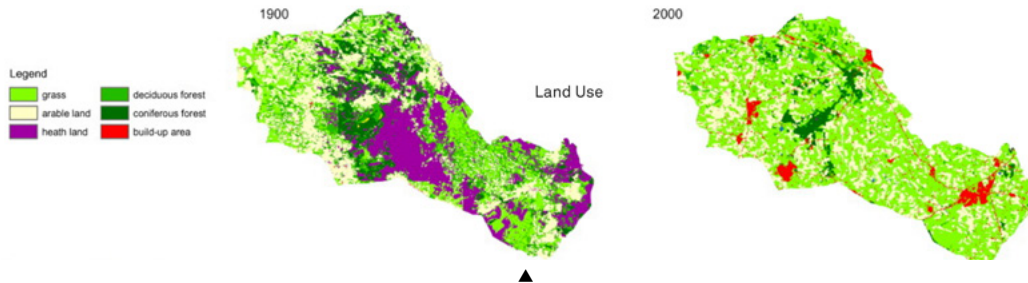 1900
2000
Legend
grass
deciduous forest
arable land
coniferous forest
heath land
build-up area
Land Use